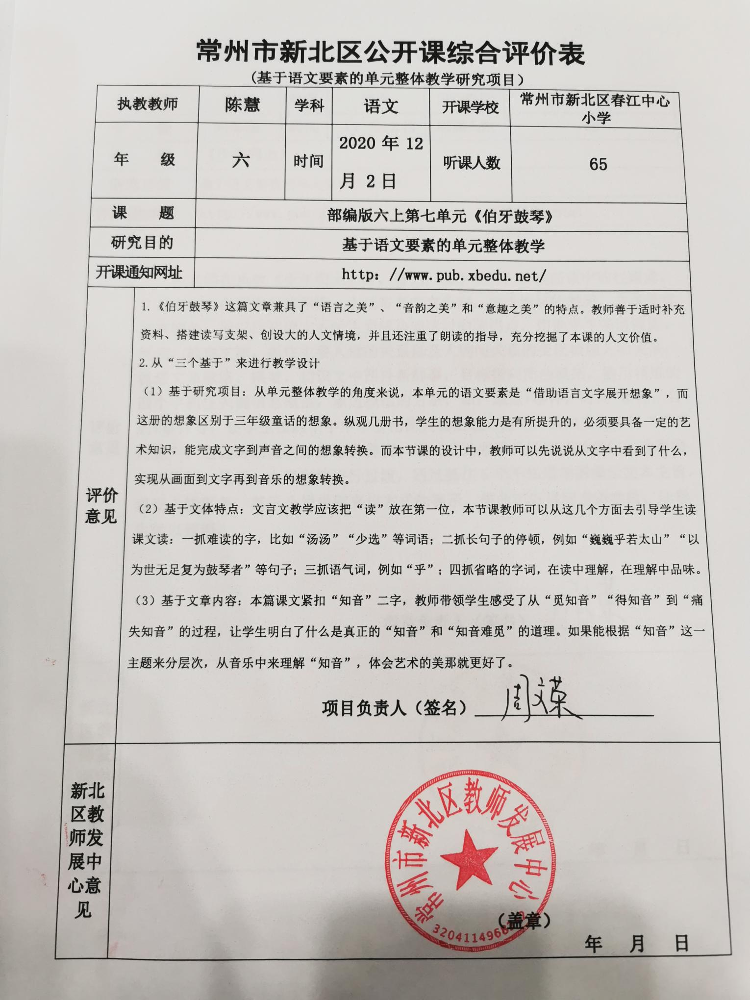 常州市新北区公开课综合评价表
(基于语文要素的单元整体教学研究项目)
执教教师 陈慧 学科 语文 开课学校 常州市新北区春江中心
小学
年 级 六 时间 2020 年 12
月 2 日 听课人数 65
课 题 部编版六上第七单元《伯牙鼓琴》
研究目的 基于语文要素的单元整体教学
开课通知网址 http: //www.pub.xbedu.net/
评价
意见
1.《伯牙鼓琴》这篇文章兼具了“语言之美”、“音韵之美”和“意趣之美”的特点。教师善于适时补充
资料、搭建读写支架、创设大的人文情境，并且还注重了朗读的指导，充分挖掘了本课的人文价值。
2.从“三个基于”来进行教学设计
（1）基于研究项目：从单元整体教学的角度来说，本单元的语文要素是“借助语言文字展开想象”，而
这册的想象区别于三年级童话的想象。纵观几册书，学生的想象能力是有所提升的，必须要具备一定的艺
术知识，能完成文字到声音之间的想象转换。而本节课的设计中，教师可以先说说从文字中看到了什么，
实现从画面到文字再到音乐的想象转换。
（2）基于文体特点：文言文教学应该把“读”放在第一位，本节课教师可以从这几个方面去引导学生读
课文读：一抓难读的字，比如“汤汤”“少选”等词语；二抓长句子的停顿，例如“巍巍乎若太山”“以
为世无足复为鼓琴者”等句子；三抓语气词，例如“乎”；四抓省略的字词，在读中理解，在理解中品味。
（3）基于文章内容：本篇课文紧扣“知音”二字，教师带领学生感受了从“觅知音”“得知音”到“痛
失知音”的过程，让学生明白了什么是真正的“知音”和“知音难觅”的道理。如果能根据“知音”这一
主题来分层次，从音乐中来理解“知音”，体会艺术的美那就更好了。
项目负责人（签名） 周文荣
新北
区教
师发
展中
心意
见
常州市新北区教师发展中心
（盖章）
年 月 日